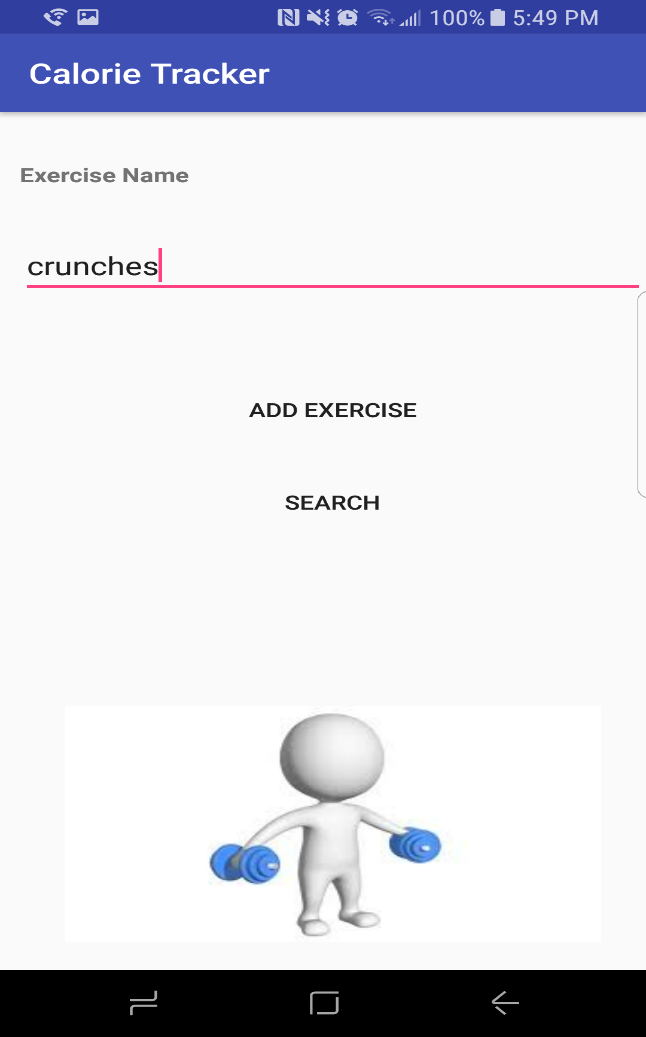 100% 5:49 PM
Calorie Tracker
Exercise Name
crunches
ADD EXERCISE
SEARCH